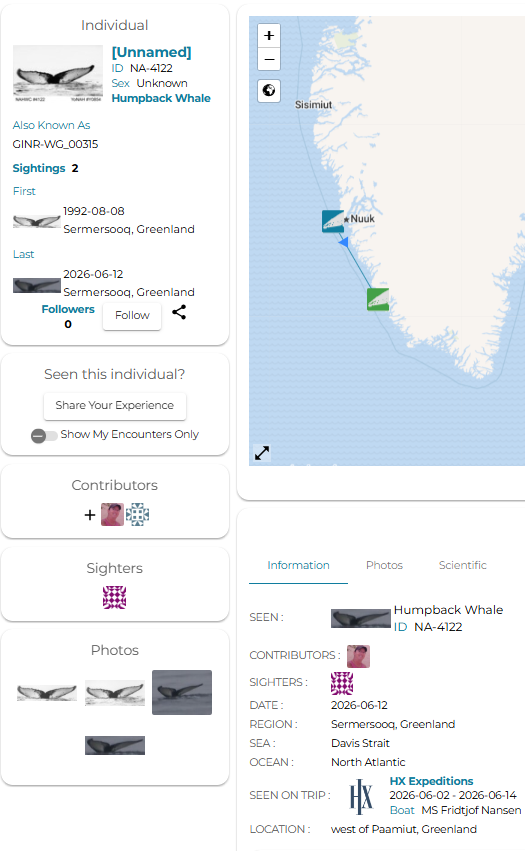 Individual
[Unnamed]
ID NA-4122
Sex Unknown
Humpback Whale
Also Known As
GINR-WG_00315
Sightings 2
First
1992-08-08
Sermersooq, Greenland
Last
2026-06-12
Sermersooq, Greenland
Followers
0
Follow
Seen this individual?
Share Your Experience
Show My Encounters Only
Contributors
+
Sighters
Photos
+
−
Sisimiut
Nuuk
Information Photos Scientific
SEEN :
Humpback Whale
ID NA-4122
CONTRIBUTORS :
SIGHTERS :
DATE : 2026-06-12
REGION : Sermersooq, Greenland
SEA : Davis Strait
OCEAN : North Atlantic
SEEN ON TRIP :
HX
HX Expeditions
2026-06-02 - 2026-06-14
Boat MS Fridtjof Nansen
LOCATION : west of Paamiut, Greenland